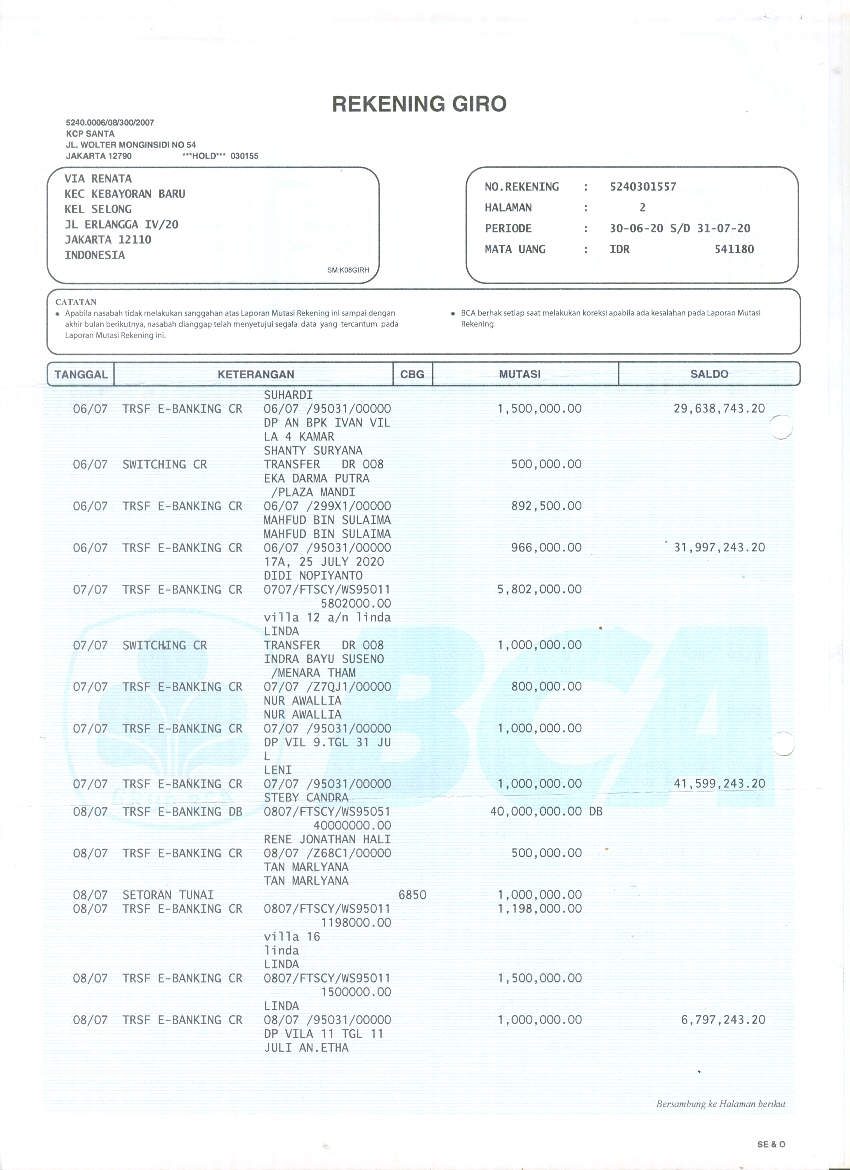 REKENING GIRO
5240.0006/08/300/2007
KCP SANTA
JL. WOLTER MONGINSIDI NO 54
JAKARTA 12790 ***HOLD*** 030155
VIA RENATA
KEC KEBAYORAN BARU
KEL SELONG
JL ERLANGGA IV/20
JAKARTA 12110
INDONESIA
SM:K08GIRH
NO.REKENING : 5240301557
HALAMAN : 2
PERIODE : 30-06-20 S/D 31-07-20
MATA UANG : IDR 541180
CATATAN
• Apabila nasabah tidak melakukan sanggahan atas Laporan Mutasi Rekening ini sampai dengan
akhir bulan berikutnya, nasabah dianggap telah menyetujui segala data yang tercantum pada
Laporan Mutasi Rekening ini.
• BCA berhak setiap saat melakukan koreksi apabila ada kesalahan pada Laporan Mutasi
Rekening.
TANGGAL KETERANGAN CBG MUTASI SALDO
SUHARDI
06/07 TRSF E-BANKING CR 06/07 /95031/00000 1,500,000.00 29,638,743.20
DP AN BPK IVAN VIL
LA 4 KAMAR
SHANTY SURYANA
06/07 SWITCHING CR TRANSFER DR 008 500,000.00
EKA DARMA PUTRA
/PLAZA MANDI
06/07 TRSF E-BANKING CR 06/07 /299X1/00000 892,500.00
MAHFUD BIN SULAIMA
MAHFUD BIN SULAIMA
06/07 TRSF E-BANKING CR 06/07 /95031/00000 966,000.00 31,997,243.20
17A, 25 JULY 2020
DIDI NOPIYANTO
07/07 TRSF E-BANKING CR 0707/FTSCY/WS95011 5,802,000.00
5802000.00
villa 12 a/n linda
LINDA
07/07 SWITCHING CR TRANSFER DR 008 1,000,000.00
INDRA BAYU SUSENO
/MENARA THAM
07/07 TRSF E-BANKING CR 07/07 /Z7QJ1/00000 800,000.00
NUR AWALLIA
NUR AWALLIA
07/07 TRSF E-BANKING CR 07/07 /95031/00000 1,000,000.00
DP VIL 9.TGL 31 JU
L
LENI
07/07 TRSF E-BANKING CR 07/07 /95031/00000 1,000,000.00 41,599,243.20
STEBY CANDRA
08/07 TRSF E-BANKING DB 0807/FTSCY/WS95051 40,000,000.00 DB
40000000.00
RENE JONATHAN HALI
08/07 TRSF E-BANKING CR 08/07 /Z68C1/00000 500,000.00
TAN MARLYANA
TAN MARLYANA
08/07 SETORAN TUNAI 6850 1,000,000.00
08/07 TRSF E-BANKING CR 0807/FTSCY/WS95011 1,198,000.00
1198000.00
villa 16
linda
LINDA
08/07 TRSF E-BANKING CR 0807/FTSCY/WS95011 1,500,000.00
1500000.00
LINDA
08/07 TRSF E-BANKING CR 08/07 /95031/00000 1,000,000.00 6,797,243.20
DP VILA 11 TGL 11
JULI AN.ETHA
BCA
Bersambung ke Halaman berikut
SE & O